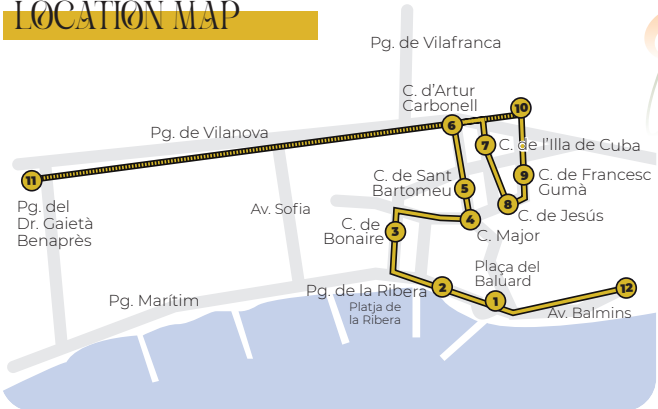 LOCATION MAP
Pg. de Vilafranca
C. d'Artur
Carbonell
10
6
Pg. de Vilanova
7
C. de l'Illa de Cuba
11
C. de Sant
Bartomeu
5
9
C. de Francesc
Gumà
Pg. del
Dr. Gaietà
Benaprès
Av. Sofia
8
C. de Jesús
4
C. de
Bonaire
3
C. Major
Plaça del
Baluard
Pg. Marítim
Pg. de la Ribera
2
1
12
Platja de
la Ribera
Av. Balmins